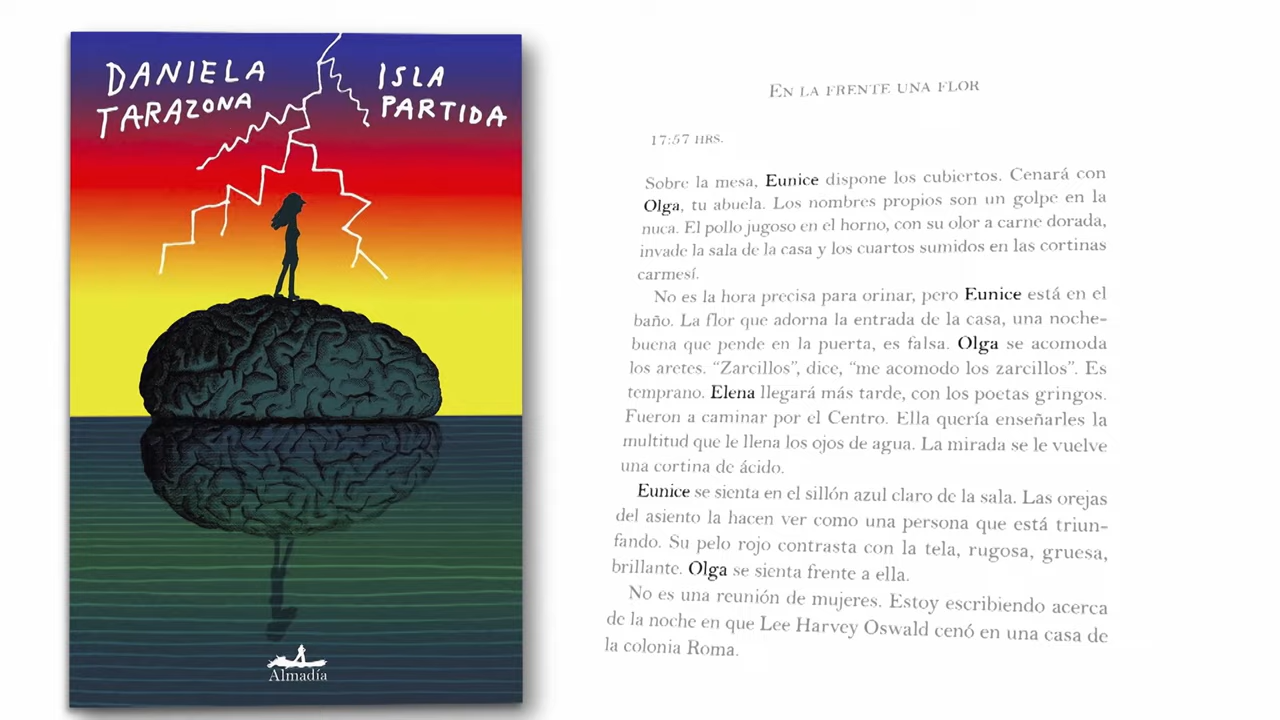 DANIELA
TARAZONA
ISLA
PARTIDA
Almadía
EN LA FRENTE UNA FLOR
17:57 HRS.
Sobre la mesa, Eunice dispone los cubiertos. Cenará con
Olga, tu abuela. Los nombres propios son un golpe en la
nuca. El pollo jugoso en el horno, con su olor a carne dorada,
invade la sala de la casa y los cuartos sumidos en las cortinas
carmesí.
No es la hora precisa para orinar, pero Eunice está en el
baño. La flor que adorna la entrada de la casa, una noche-
buena que pende en la puerta, es falsa. Olga se acomoda
los aretes. “Zarcillos”, dice, “me acomodo los zarcillos”. Es
temprano. Elena llegará más tarde, con los poetas gringos.
Fueron a caminar por el Centro. Ella quería enseñarles la
multitud que le llena los ojos de agua. La mirada se le vuelve
una cortina de ácido.
Eunice se sienta en el sillón azul claro de la sala. Las orejas
del asiento la hacen ver como una persona que está triun-
fando. Su pelo rojo contrasta con la tela, rugosa, gruesa,
brillante. Olga se sienta frente a ella.
No es una reunión de mujeres. Estoy escribiendo acerca
de la noche en que Lee Harvey Oswald cenó en una casa de
la colonia Roma.